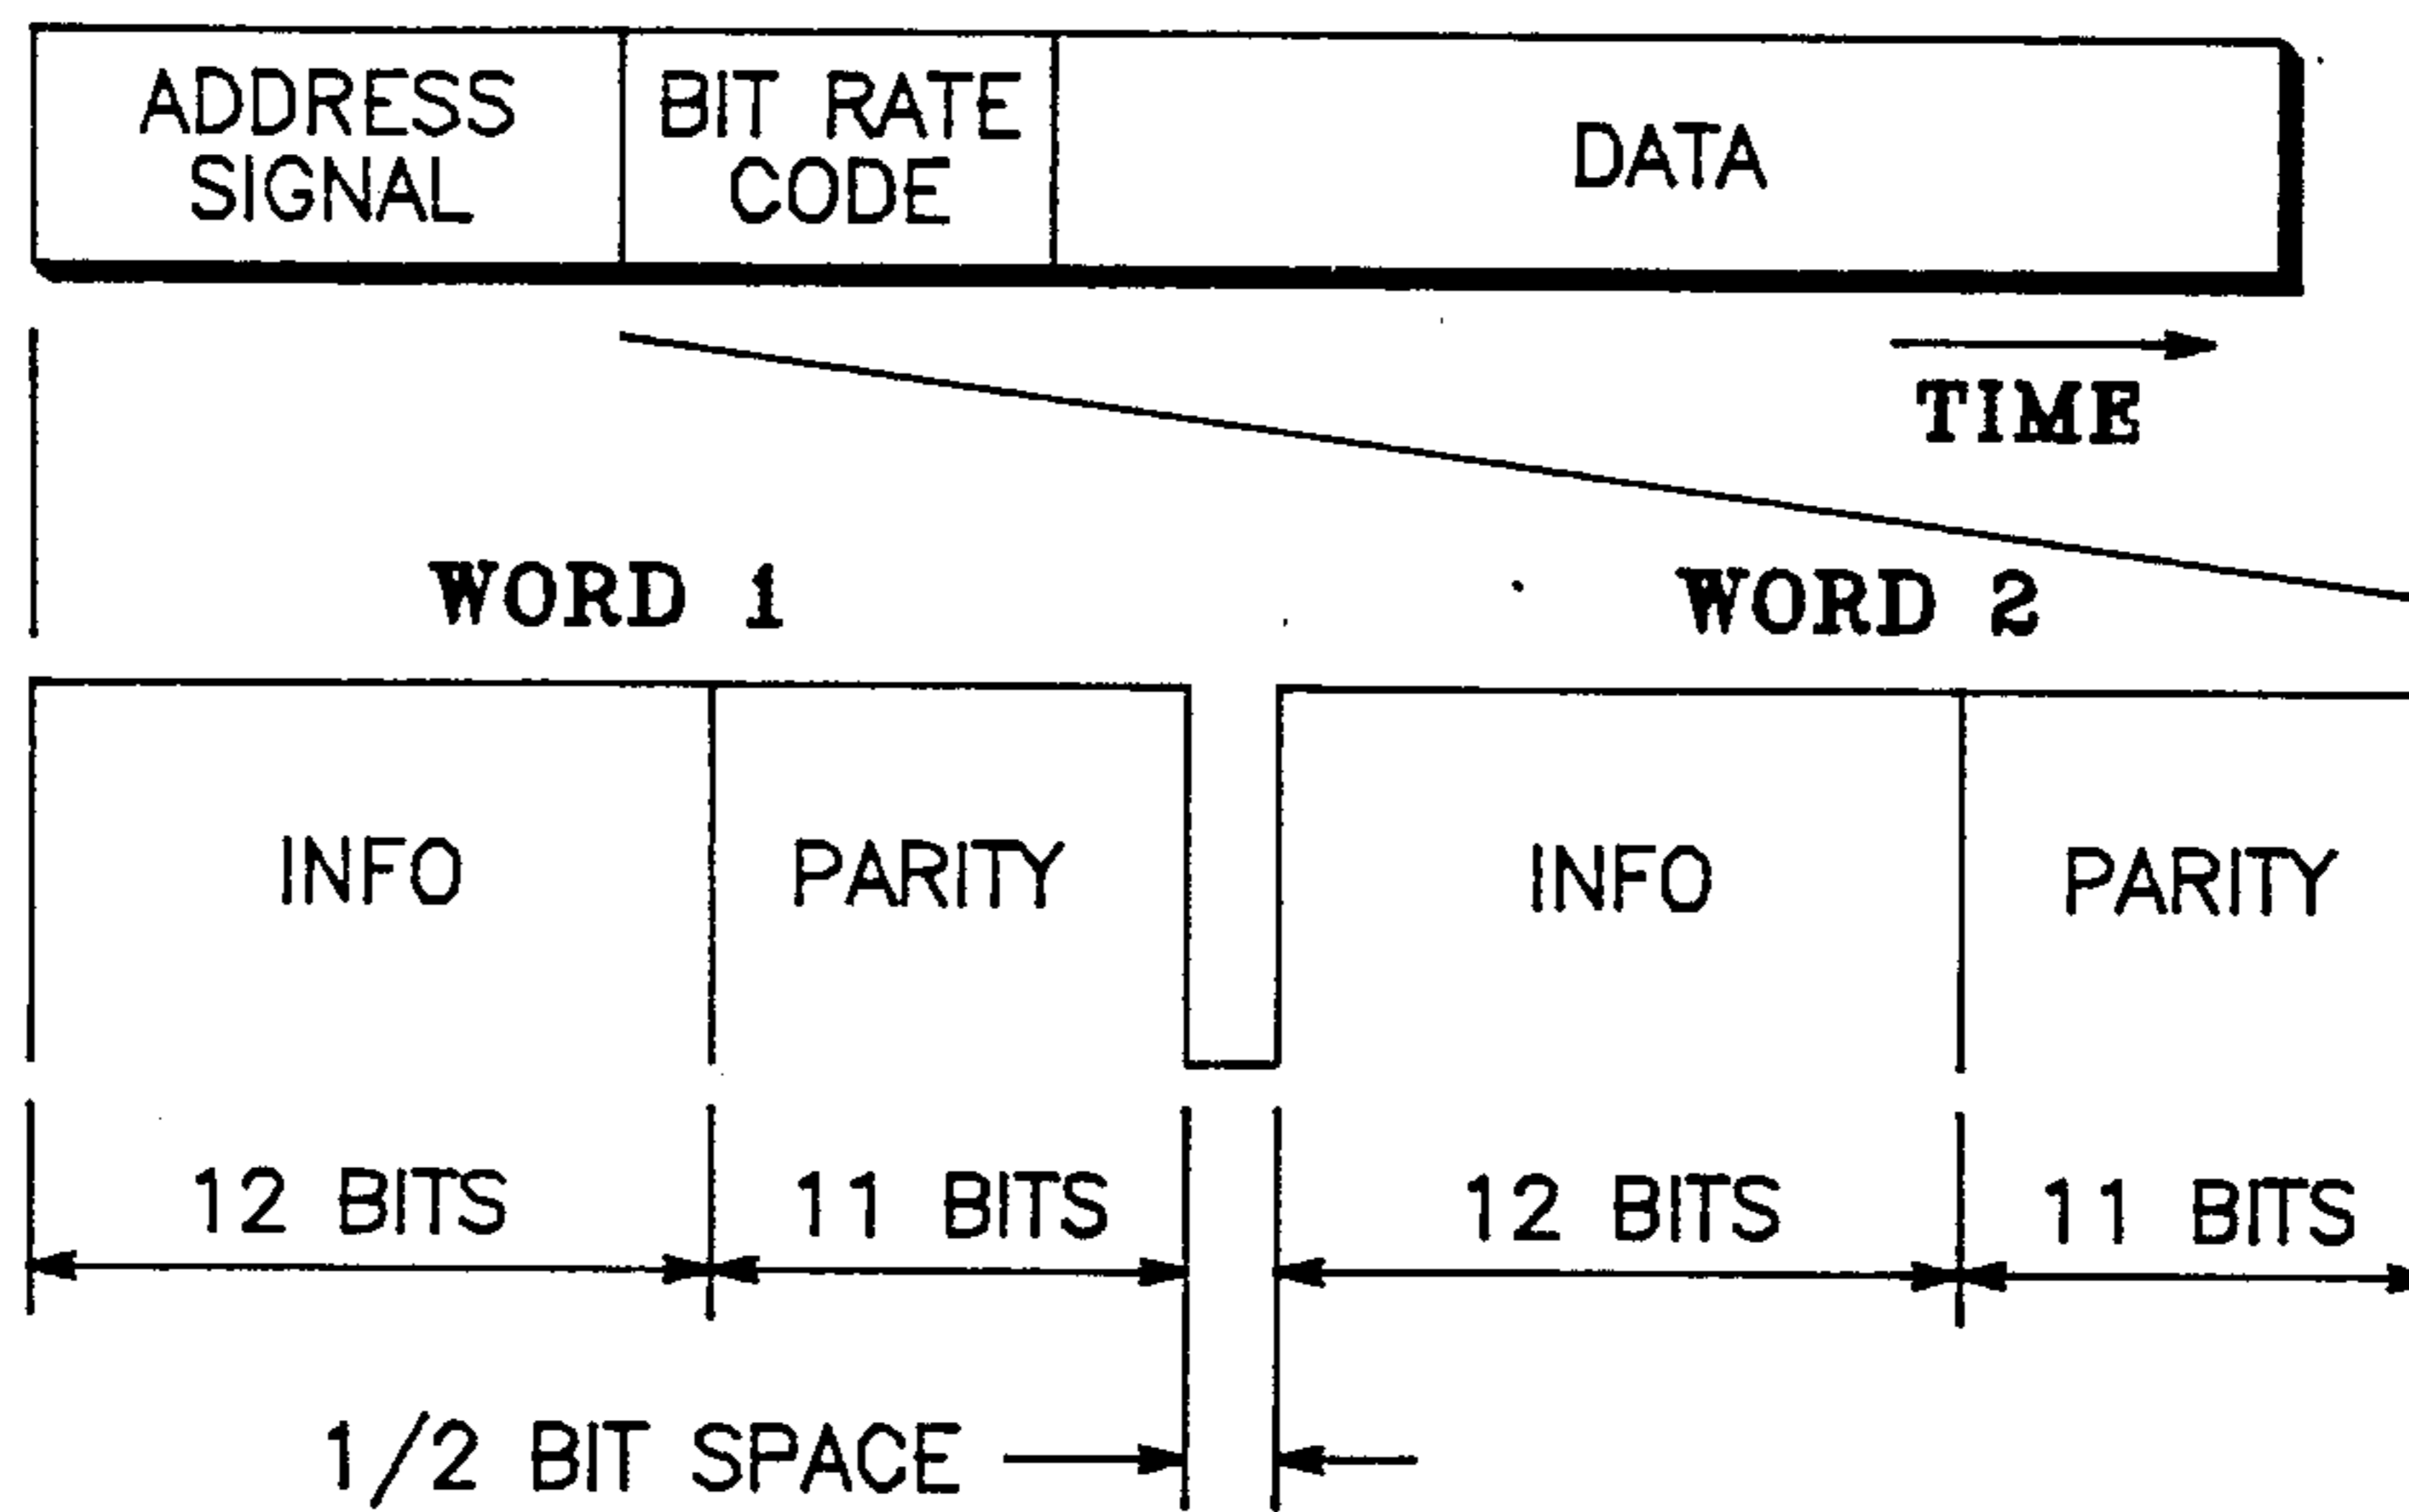 ADDRESS
SIGNAL
BIT RATE
CODE
DATA
TIME
WORD 1
WORD 2
INFO
PARITY
INFO
PARITY
12 BITS
11 BITS
12 BITS
11 BITS
1/2 BIT SPACE